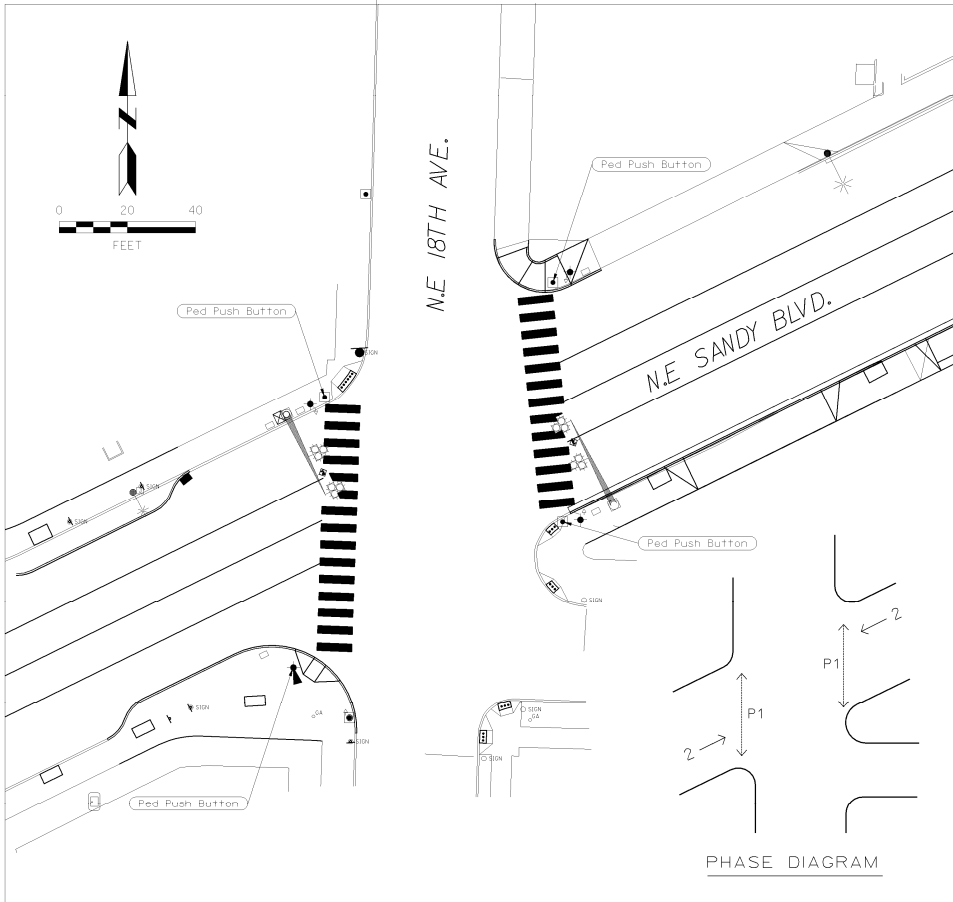 N
0 20 40
FEET
N.E 18TH AVE.
Ped Push Button
Ped Push Button
SIGN
N.E SANDY BLVD.
SIGN
SIGN
Ped Push Button
SIGN
2
P1
P1
2
SIGN
GA
SIGN
SIGN
GA
SIGN
Ped Push Button
PHASE DIAGRAM